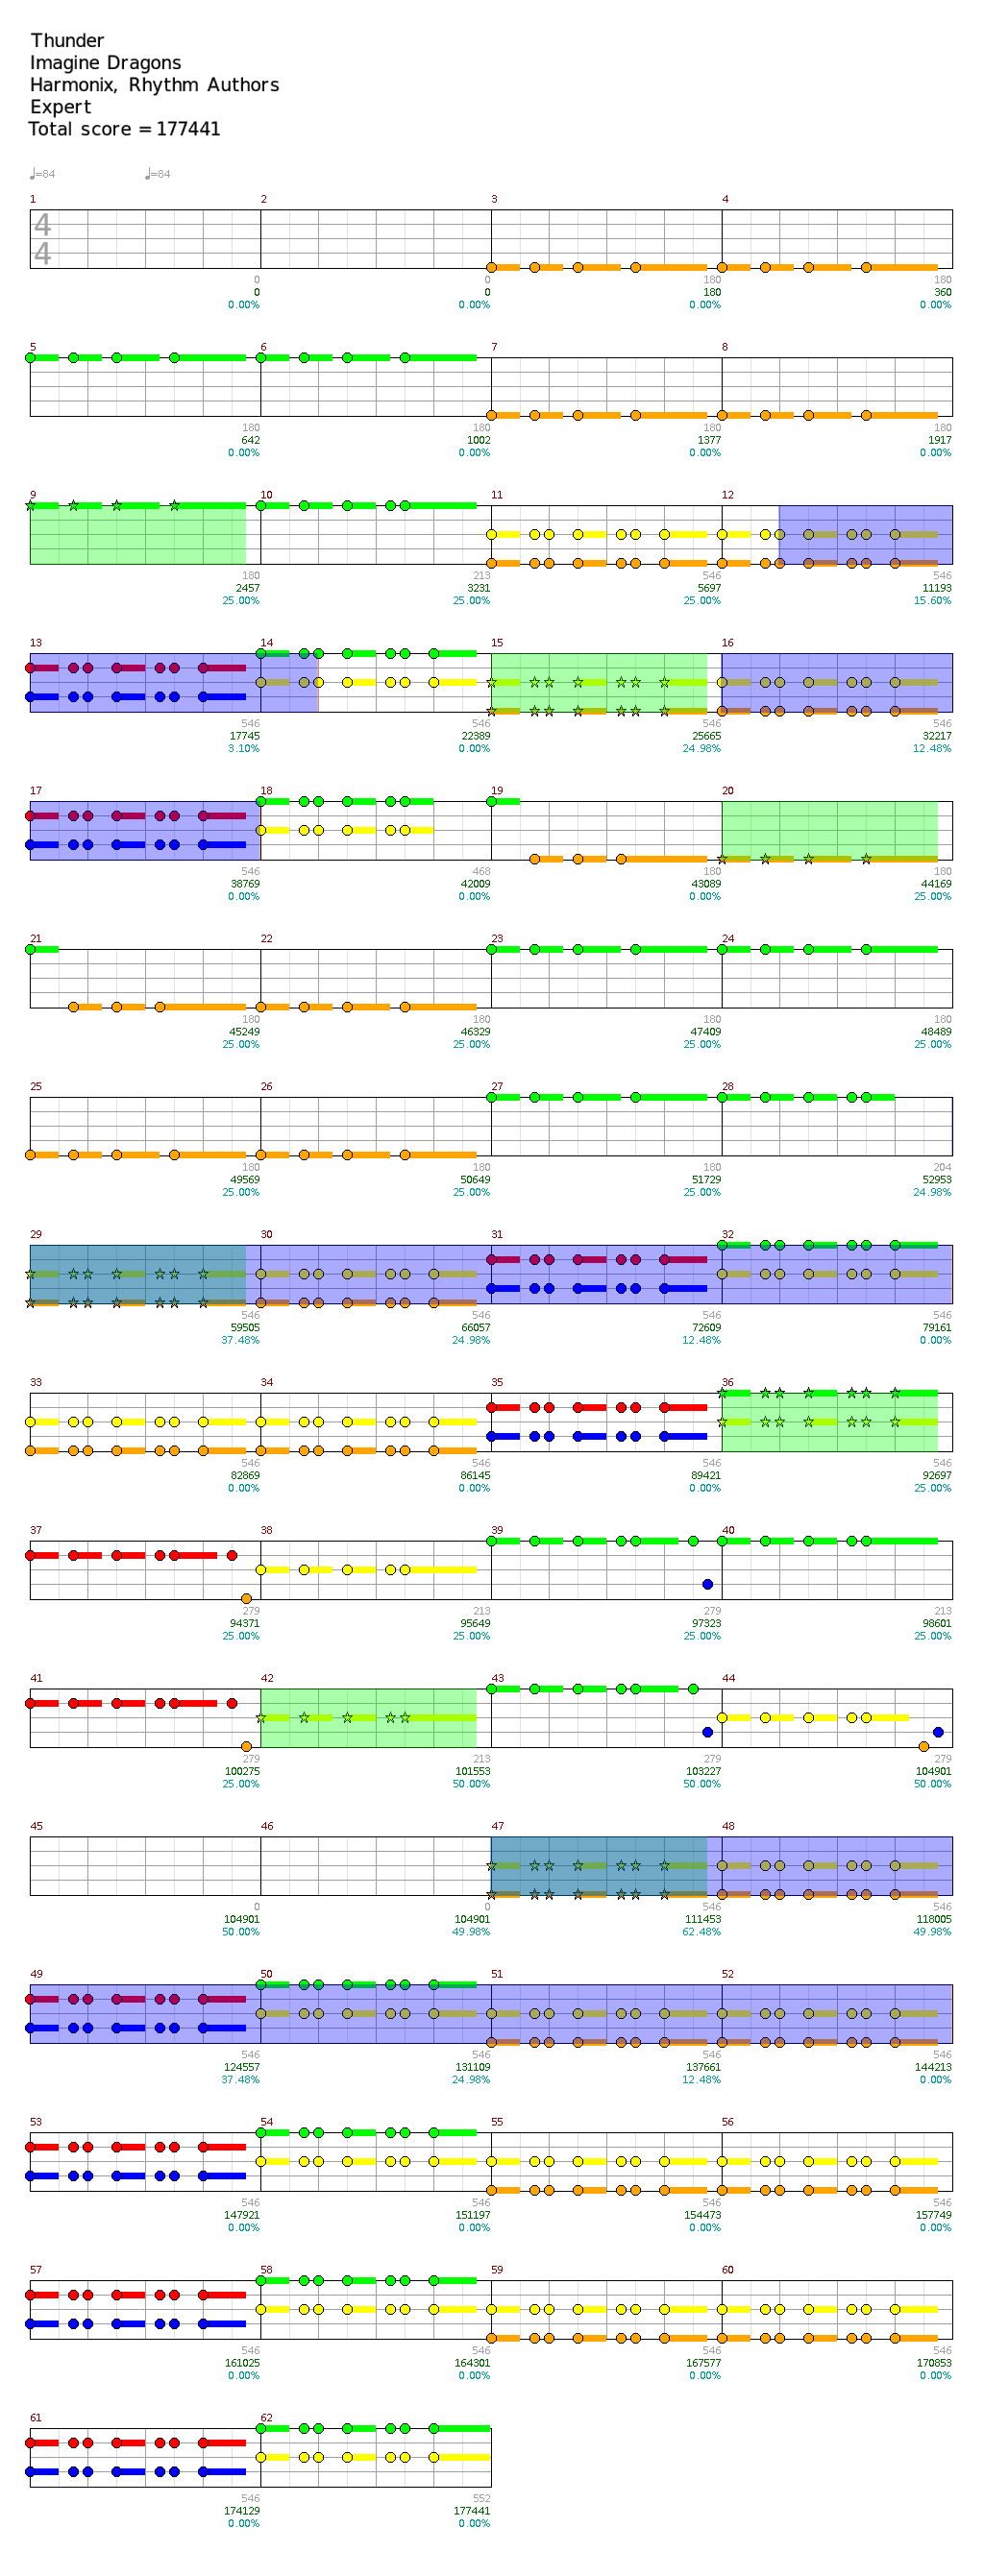 Thunder
Imagine Dragons
Harmonix, Rhythm Authors
Expert
Total score = 177441
♩=84 ♩=84
1 2 3 4
4
4
0 0 180 180
0 0 180 360
0.00% 0.00% 0.00% 0.00%
5 6 7 8
180 180 180 180
642 1002 1377 1917
0.00% 0.00% 0.00% 0.00%
9 10 11 12
180 213 546 546
2457 3231 5697 11193
25.00% 25.00% 25.00% 15.60%
13 14 15 16
546 546 546 546
17745 22389 25665 32217
3.10% 0.00% 24.98% 12.48%
17 18 19 20
546 468 180 180
38769 42009 43089 44169
0.00% 0.00% 0.00% 25.00%
21 22 23 24
180 180 180 180
45249 46329 47409 48489
25.00% 25.00% 25.00% 25.00%
25 26 27 28
180 180 180 204
49569 50649 51729 52953
25.00% 25.00% 25.00% 24.98%
29 30 31 32
546 546 546 546
59505 66057 72609 79161
37.48% 24.98% 12.48% 0.00%
33 34 35 36
546 546 546 546
82869 86145 89421 92697
0.00% 0.00% 0.00% 25.00%
37 38 39 40
279 213 279 213
94371 95649 97323 98601
25.00% 25.00% 25.00% 25.00%
41 42 43 44
279 213 279 279
100275 101553 103227 104901
25.00% 50.00% 50.00% 50.00%
45 46 47 48
0 0 546 546
104901 104901 111453 118005
50.00% 49.98% 62.48% 49.98%
49 50 51 52
546 546 546 546
124557 131109 137661 144213
37.48% 24.98% 12.48% 0.00%
53 54 55 56
546 546 546 546
147921 151197 154473 157749
0.00% 0.00% 0.00% 0.00%
57 58 59 60
546 546 546 546
161025 164301 167577 170853
0.00% 0.00% 0.00% 0.00%
61 62
546 552
174129 177441
0.00% 0.00%